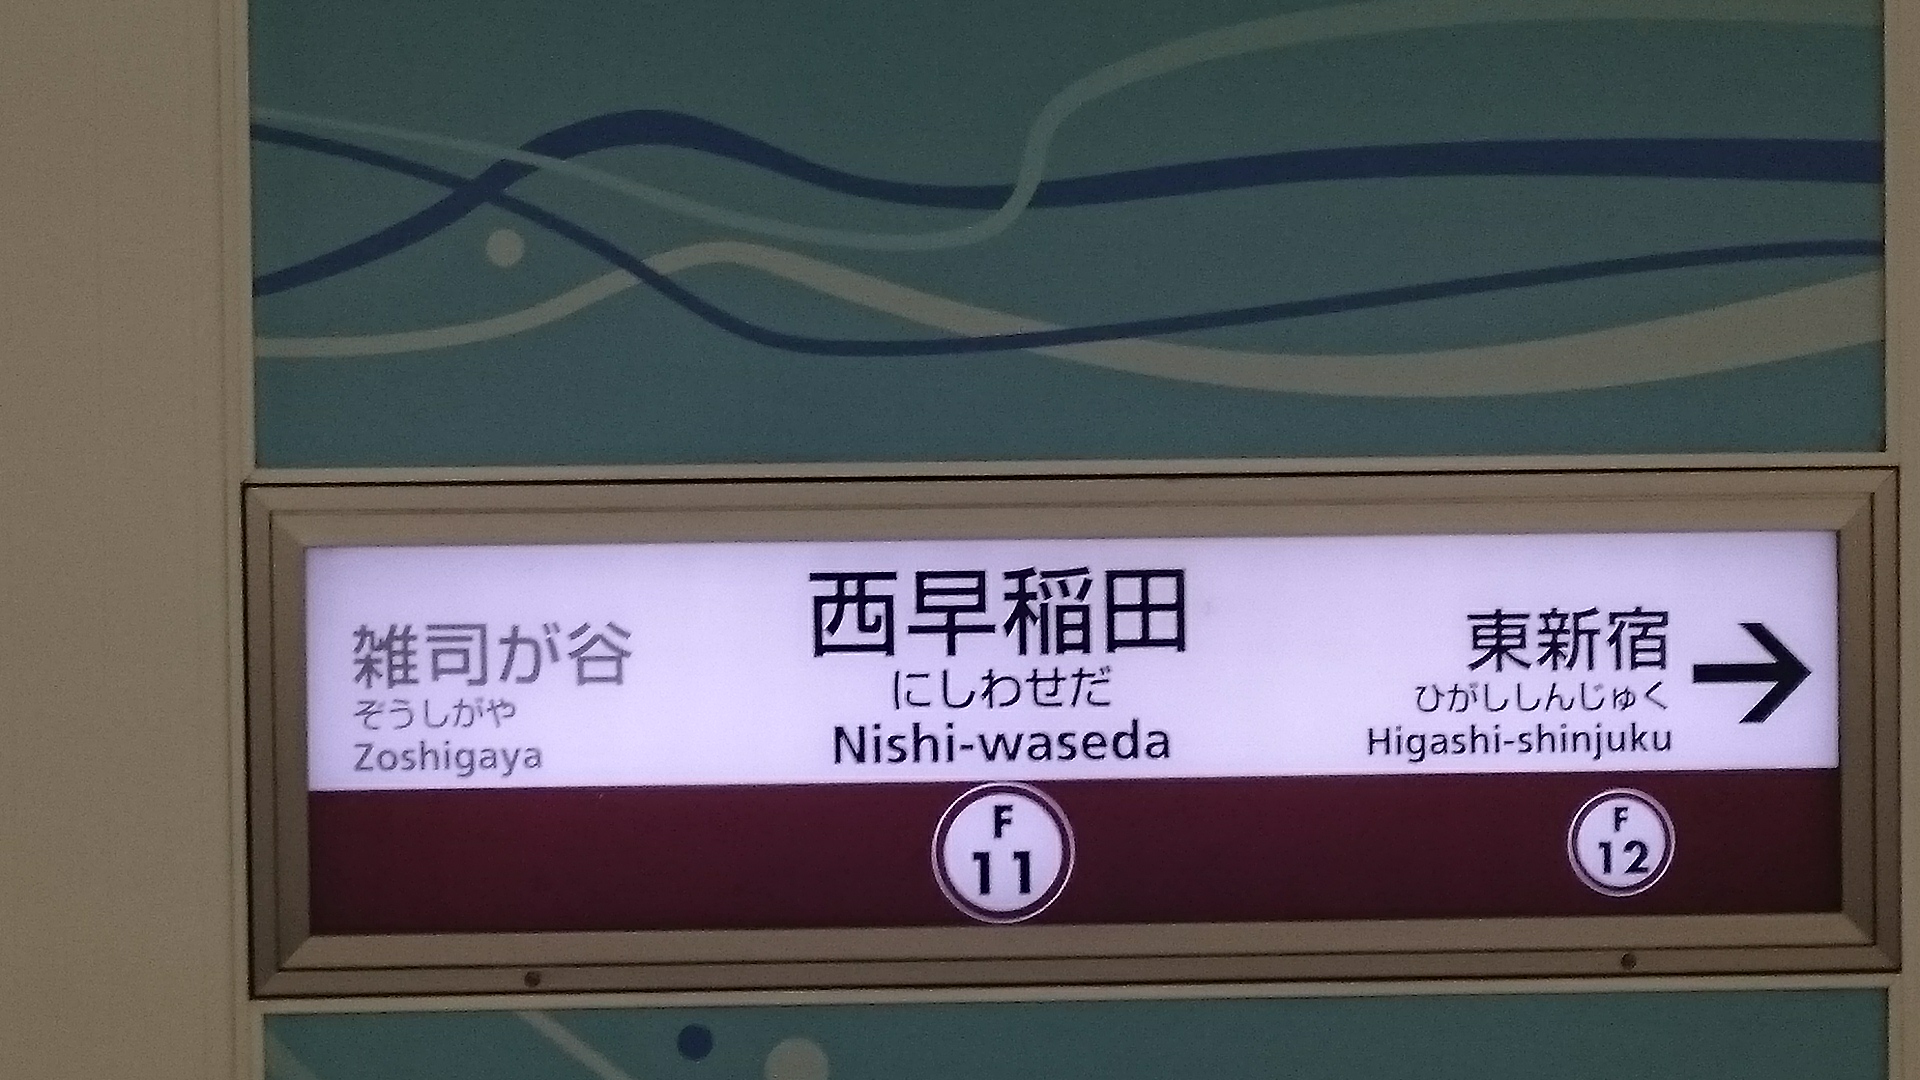 雑司が谷
ぞうしがや
Zoshigaya
西早稲田
にしわせだ
Nishi-waseda
F
11
東新宿
ひがししんじゅく
Higashi-shinjuku
F
12